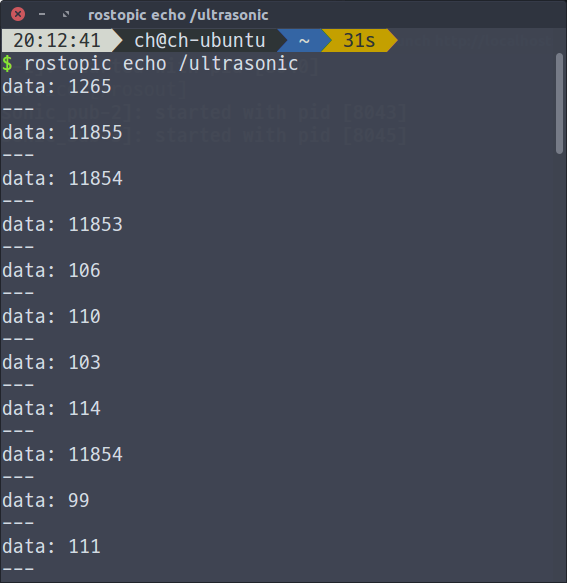 rostopic echo /ultrasonic
20:12:41 ch@ch-ubuntu ~ 31s
$ rostopic echo /ultrasonic
data: 1265
---
data: 11855
---
data: 11854
---
data: 11853
---
data: 106
---
data: 110
---
data: 103
---
data: 114
---
data: 11854
---
data: 99
---
data: 111
---